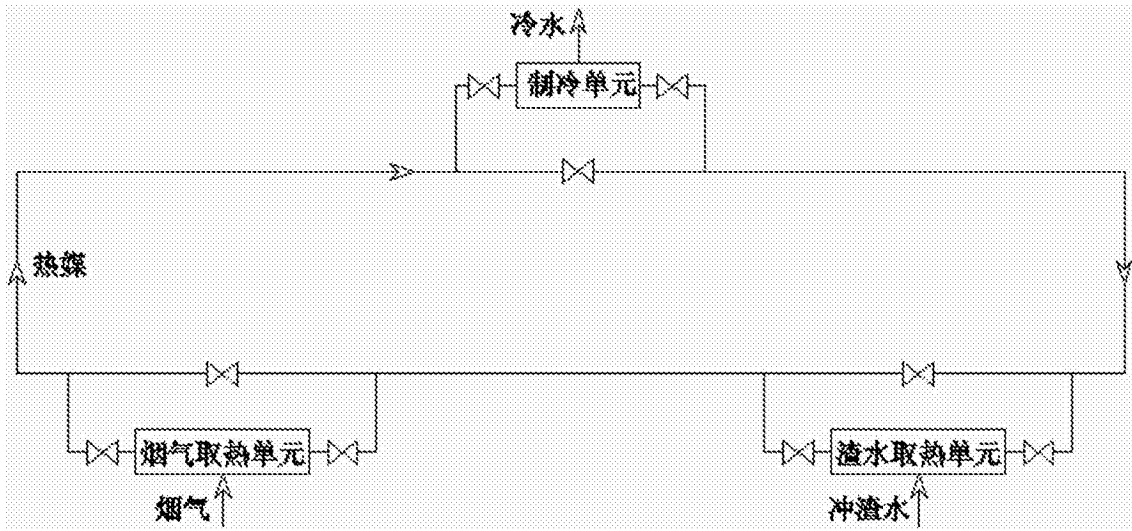 冷水
制冷单元
热媒
烟气取热单元
渣水取热单元
烟气
冲渣水